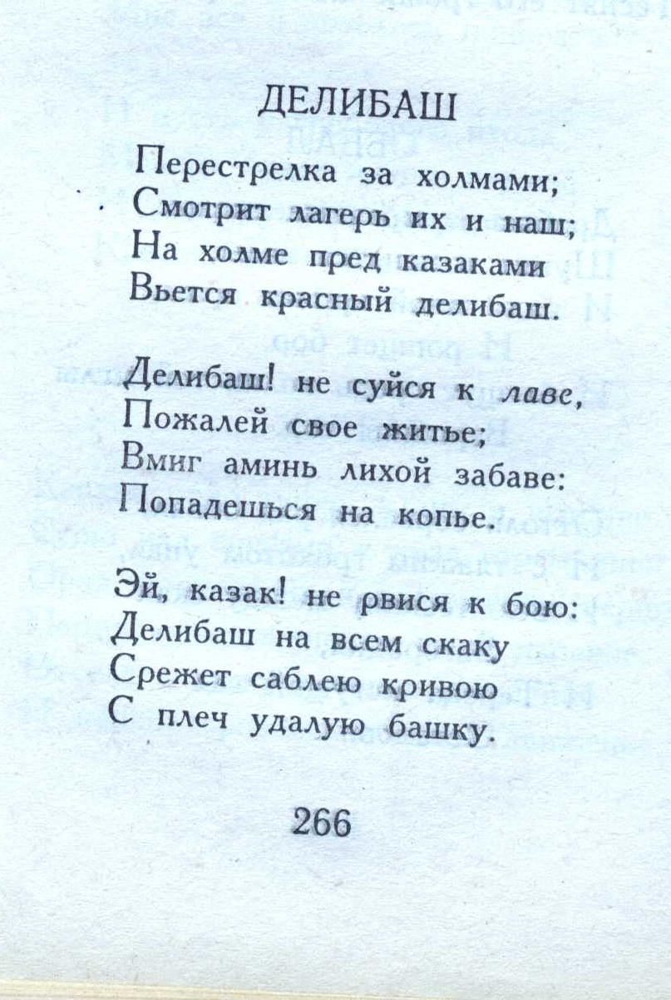 ДЕЛИБАШ
Перестрелка за холмами;
Смотрит лагерь их и наш;
На холме пред казаками
Вьется красный делибаш.
Делибаш! не суйся к лаве,
Пожалей свое житье;
Вмиг аминь лихой забаве:
Попадешься на копье.
Эй, казак! не рвися к бою:
Делибаш на всем скаку
Срежет саблею кривою
С плеч удалую башку.
266